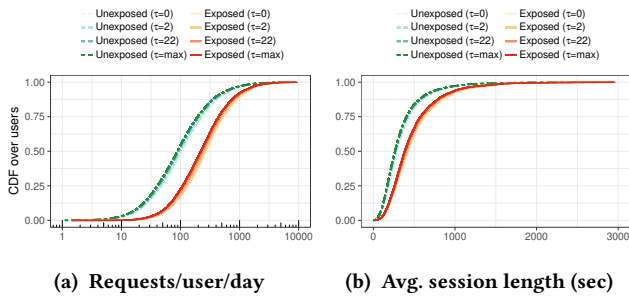 Unexposed (τ=0) Exposed (τ=0)
Unexposed (τ=2) Exposed (τ=2)
Unexposed (τ=22) Exposed (τ=22)
Unexposed (τ=max) Exposed (τ=max)
CDF over users
1.00
0.75
0.50
0.25
0.00
1 10 100 1000 10000
(a) Requests/user/day
Unexposed (τ=0) Exposed (τ=0)
Unexposed (τ=2) Exposed (τ=2)
Unexposed (τ=22) Exposed (τ=22)
Unexposed (τ=max) Exposed (τ=max)
1.00
0.75
0.50
0.25
0.00
0 1000 2000 3000
(b) Avg. session length (sec)